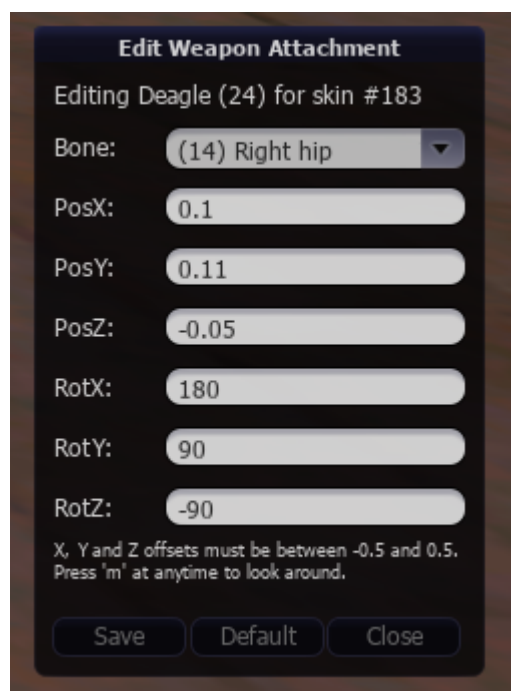 Edit Weapon Attachment
Editing Deagle (24) for skin #183
Bone: (14) Right hip
PosX: 0.1
PosY: 0.11
PosZ: -0.05
RotX: 180
RotY: 90
RotZ: -90
X, Y and Z offsets must be between -0.5 and 0.5.
Press 'm' at anytime to look around.
Save Default Close